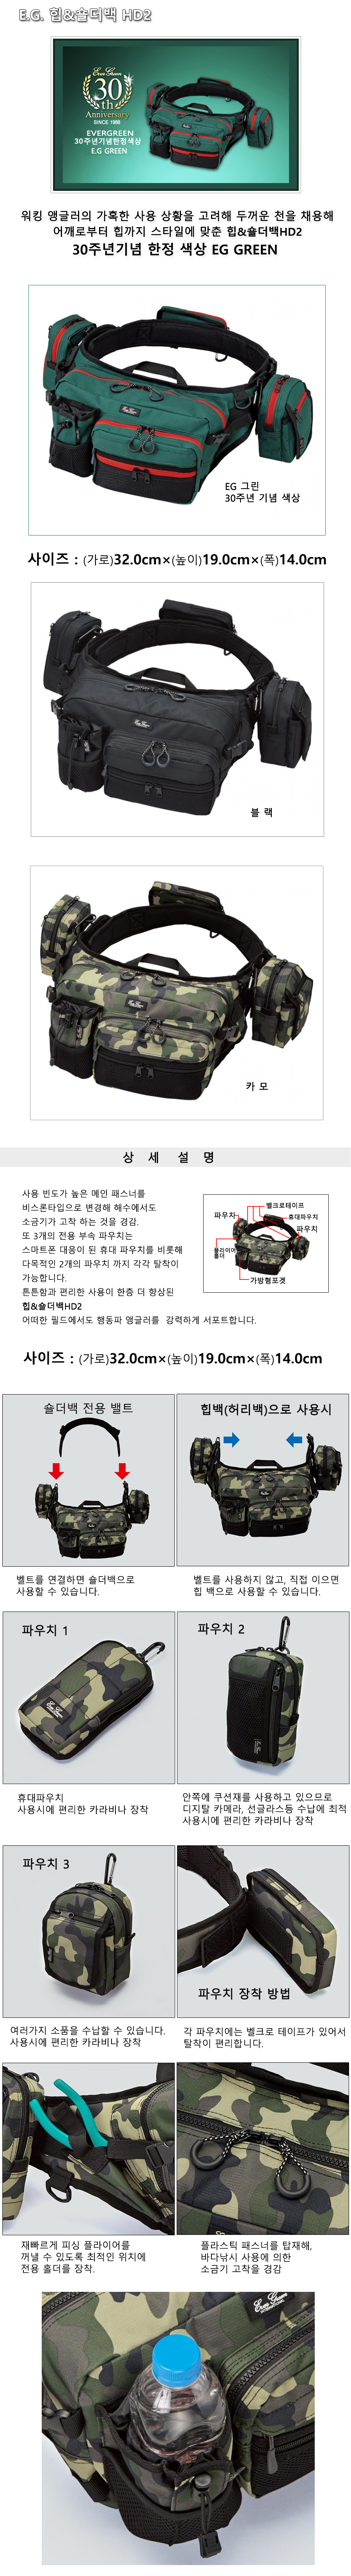 E.G. 힙&숄더백 HD2
Ever Green
30th
Anniversary
SINCE 1988
EVERGREEN
30주년기념한정색상
E.G GREEN
워킹 앵글러의 가혹한 사용 상황을 고려해 두꺼운 천을 채용해
어깨로부터 힙까지 스타일에 맞춘 힙&숄더백HD2
30주년기념 한정 색상 EG GREEN
EG 그린
30주년 기념 색상
사이즈 : (가로)32.0cm×(높이)19.0cm×(폭)14.0cm
블 랙
카 모
상 세 설 명
사용 빈도가 높은 메인 패스너를
비스론타입으로 변경해 해수에서도
소금기가 고착 하는 것을 경감.
또 3개의 전용 부속 파우치는
스마트폰 대응이 된 휴대 파우치를 비롯해
다목적인 2개의 파우치 까지 각각 탈착이
가능합니다.
튼튼함과 편리한 사용이 한층 더 향상된
힙&숄더백HD2
어떠한 필드에서도 행동파 앵글러를 강력하게 서포트합니다.
벨크로테이프
파우치
휴대파우치
파우치
플라이어
홀더
가방형포켓
사이즈 : (가로)32.0cm×(높이)19.0cm×(폭)14.0cm
숄더백 전용 밸트
힙백(허리백)으로 사용시
벨트를 연결하면 숄더백으로
사용할 수 있습니다.
벨트를 사용하지 않고, 직접 이으면
힙 백으로 사용할 수 있습니다.
파우치 1
파우치 2
휴대파우치
사용시에 편리한 카라비나 장착
안쪽에 쿠션재를 사용하고 있으므로
디지탈 카메라, 선글라스등 수납에 최적
사용시에 편리한 카라비나 장착
파우치 3
파우치 장착 방법
여러가지 소품을 수납할 수 있습니다.
사용시에 편리한 카라비나 장착
각 파우치에는 벨크로 테이프가 있어서
탈착이 편리합니다.
재빠르게 피싱 플라이어를
꺼낼 수 있도록 최적인 위치에
전용 홀더를 장착.
플라스틱 패스너를 탑재해,
바다낚시 사용에 의한
소금기 고착을 경감
Ever Green
INTERNATIONAL